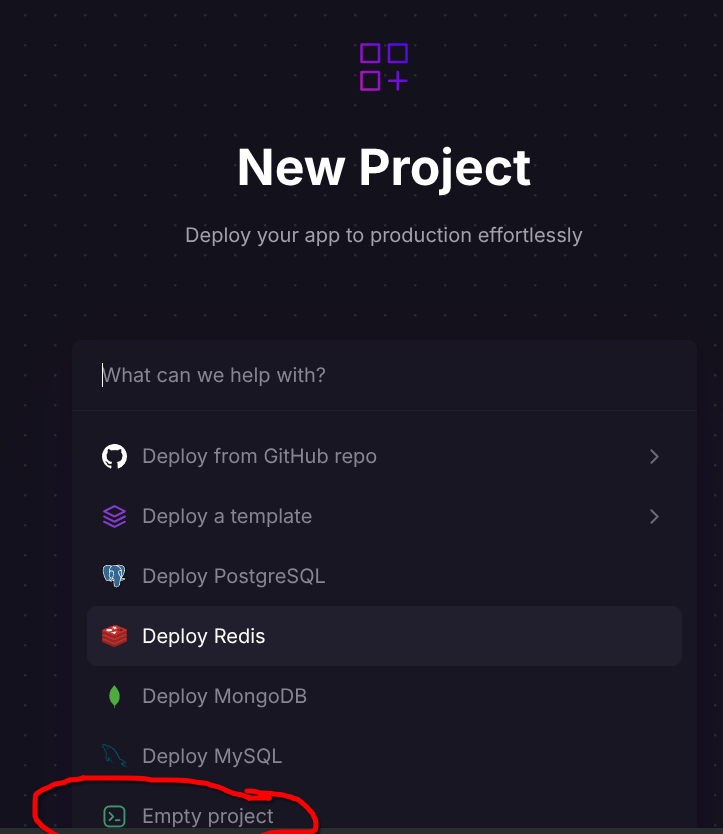 New Project
Deploy your app to production effortlessly
What can we help with?
Deploy from GitHub repo
Deploy a template
Deploy PostgreSQL
Deploy Redis
Deploy MongoDB
Deploy MySQL
Empty project